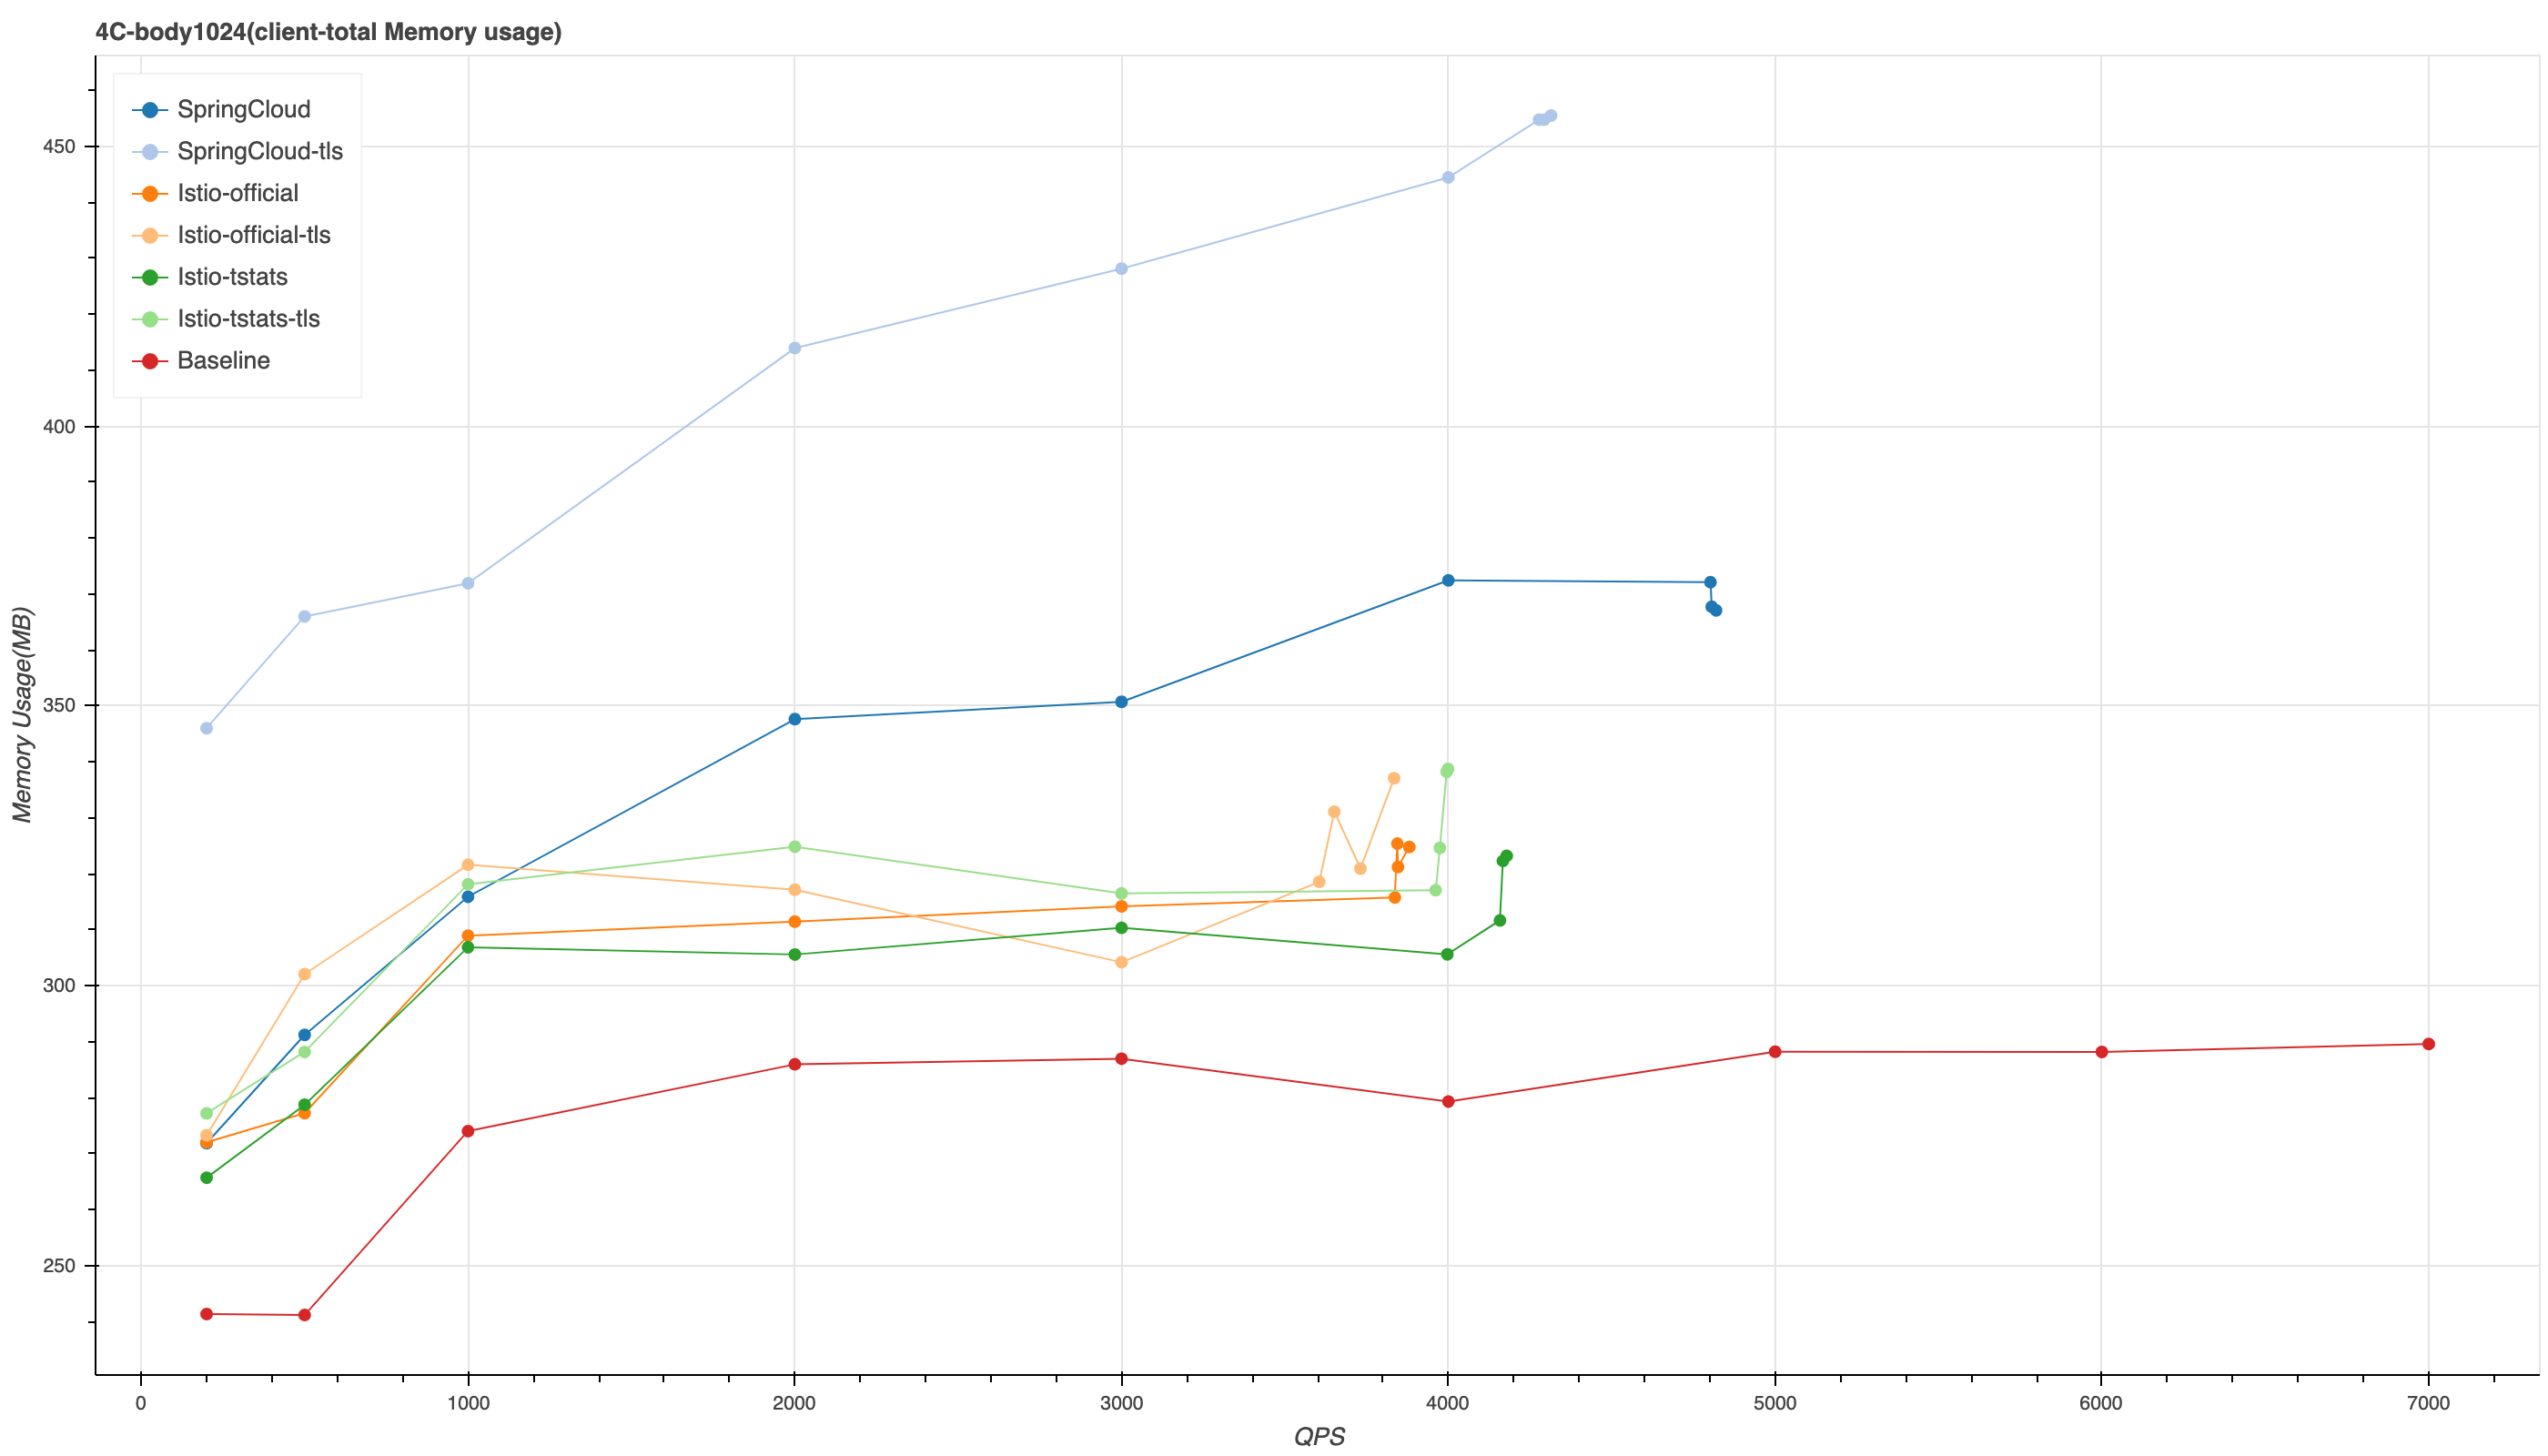 4C-body1024(client-total Memory usage)
SpringCloud
SpringCloud-tls
Istio-official
Istio-official-tls
Istio-tstats
Istio-tstats-tls
Baseline
Memory Usage(MB)
450
400
350
300
250
0 1000 2000 3000 4000 5000 6000 7000
QPS